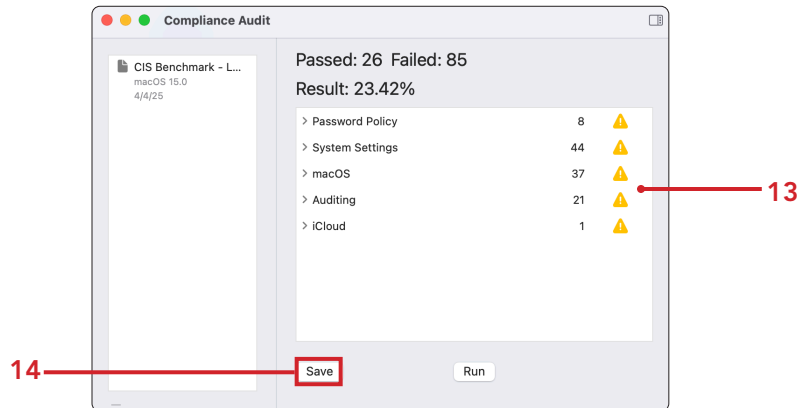 Compliance Audit
CIS Benchmark - L...
macOS 15.0
4/4/25
Passed: 26 Failed: 85
Result: 23.42%
Password Policy 8
System Settings 44
macOS 37
Auditing 21
iCloud 1
13
14
Save
Run